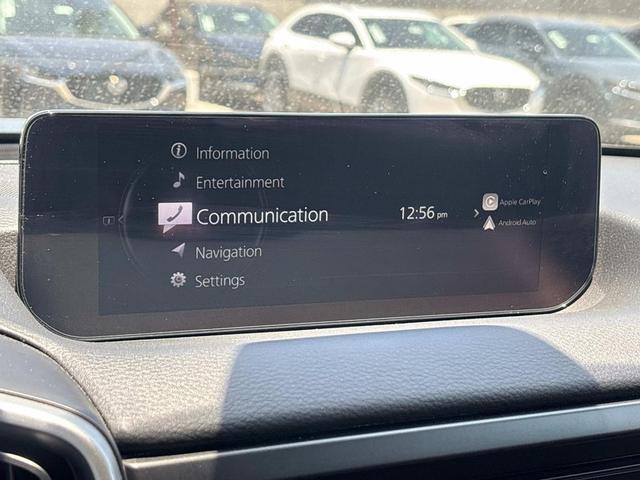 Information
Entertainment
Communication
12:56 pm
Apple CarPlay
Android Auto
Navigation
Settings